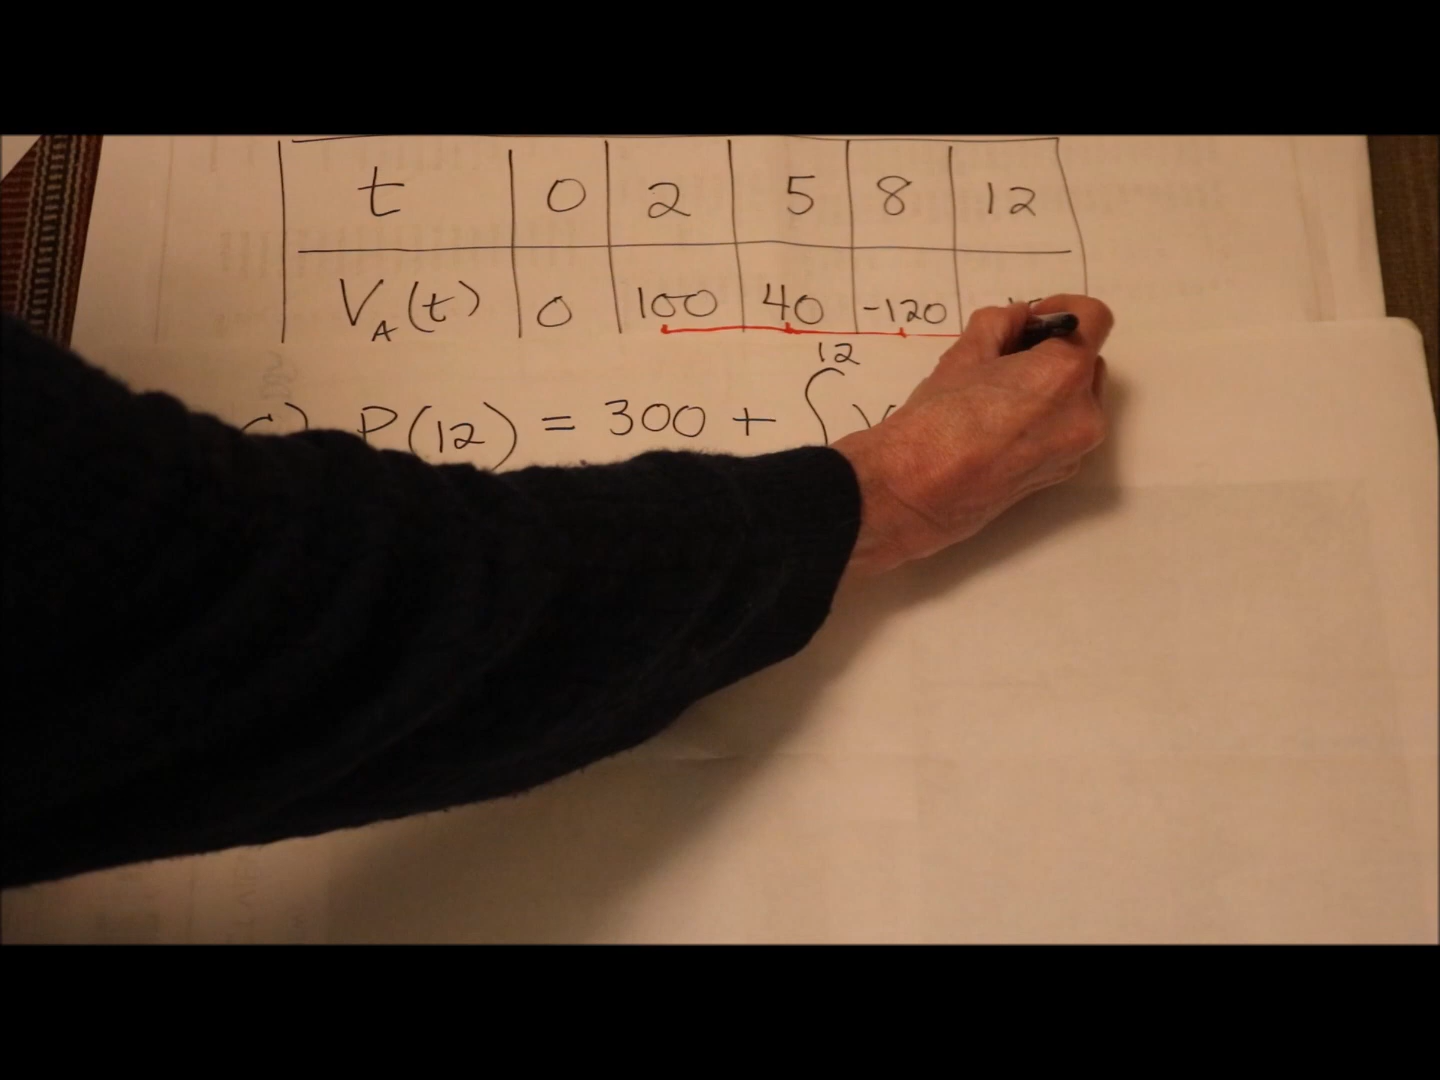 t 0 2 5 8 12
V_A(t) 0 100 40 -120
12
c) P(12) = 300 + ∫ V